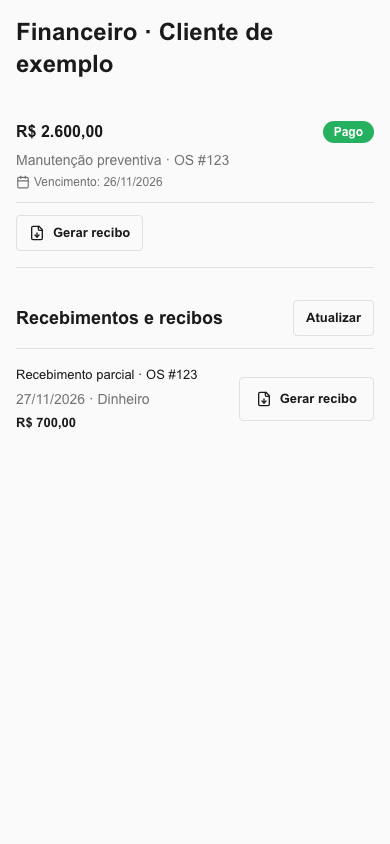 Financeiro · Cliente de
exemplo
R$ 2.600,00
Pago
Manutenção preventiva · OS #123
Vencimento: 26/11/2026
Gerar recibo
Recebimentos e recibos
Atualizar
Recebimento parcial · OS #123
27/11/2026 · Dinheiro
R$ 700,00
Gerar recibo